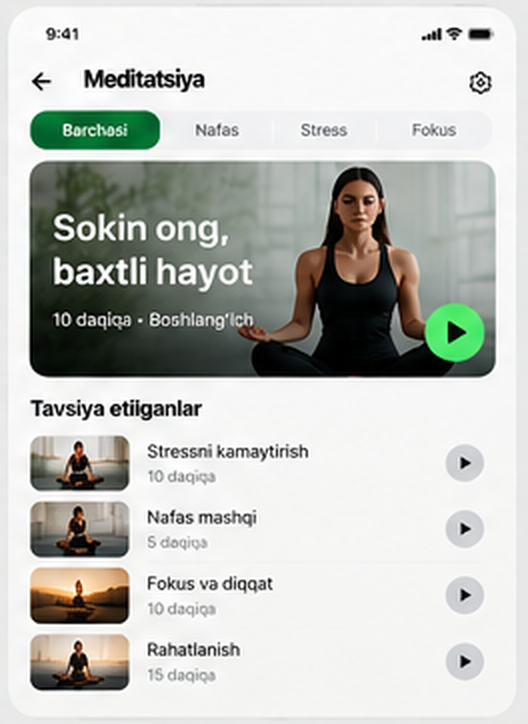 9:41
Meditatsiya
Barchasi
Nafas
Stress
Fokus
Sokin ong,
baxtli hayot
10 daqiqa • Boshlang'ich
Tavsiya etiiganlar
Stressni kamaytirish
10 daqiqa
Nafas mashqi
5 daqiqa
Fokus va diqqat
10 daqiqa
Rahatlanish
15 daqiqa